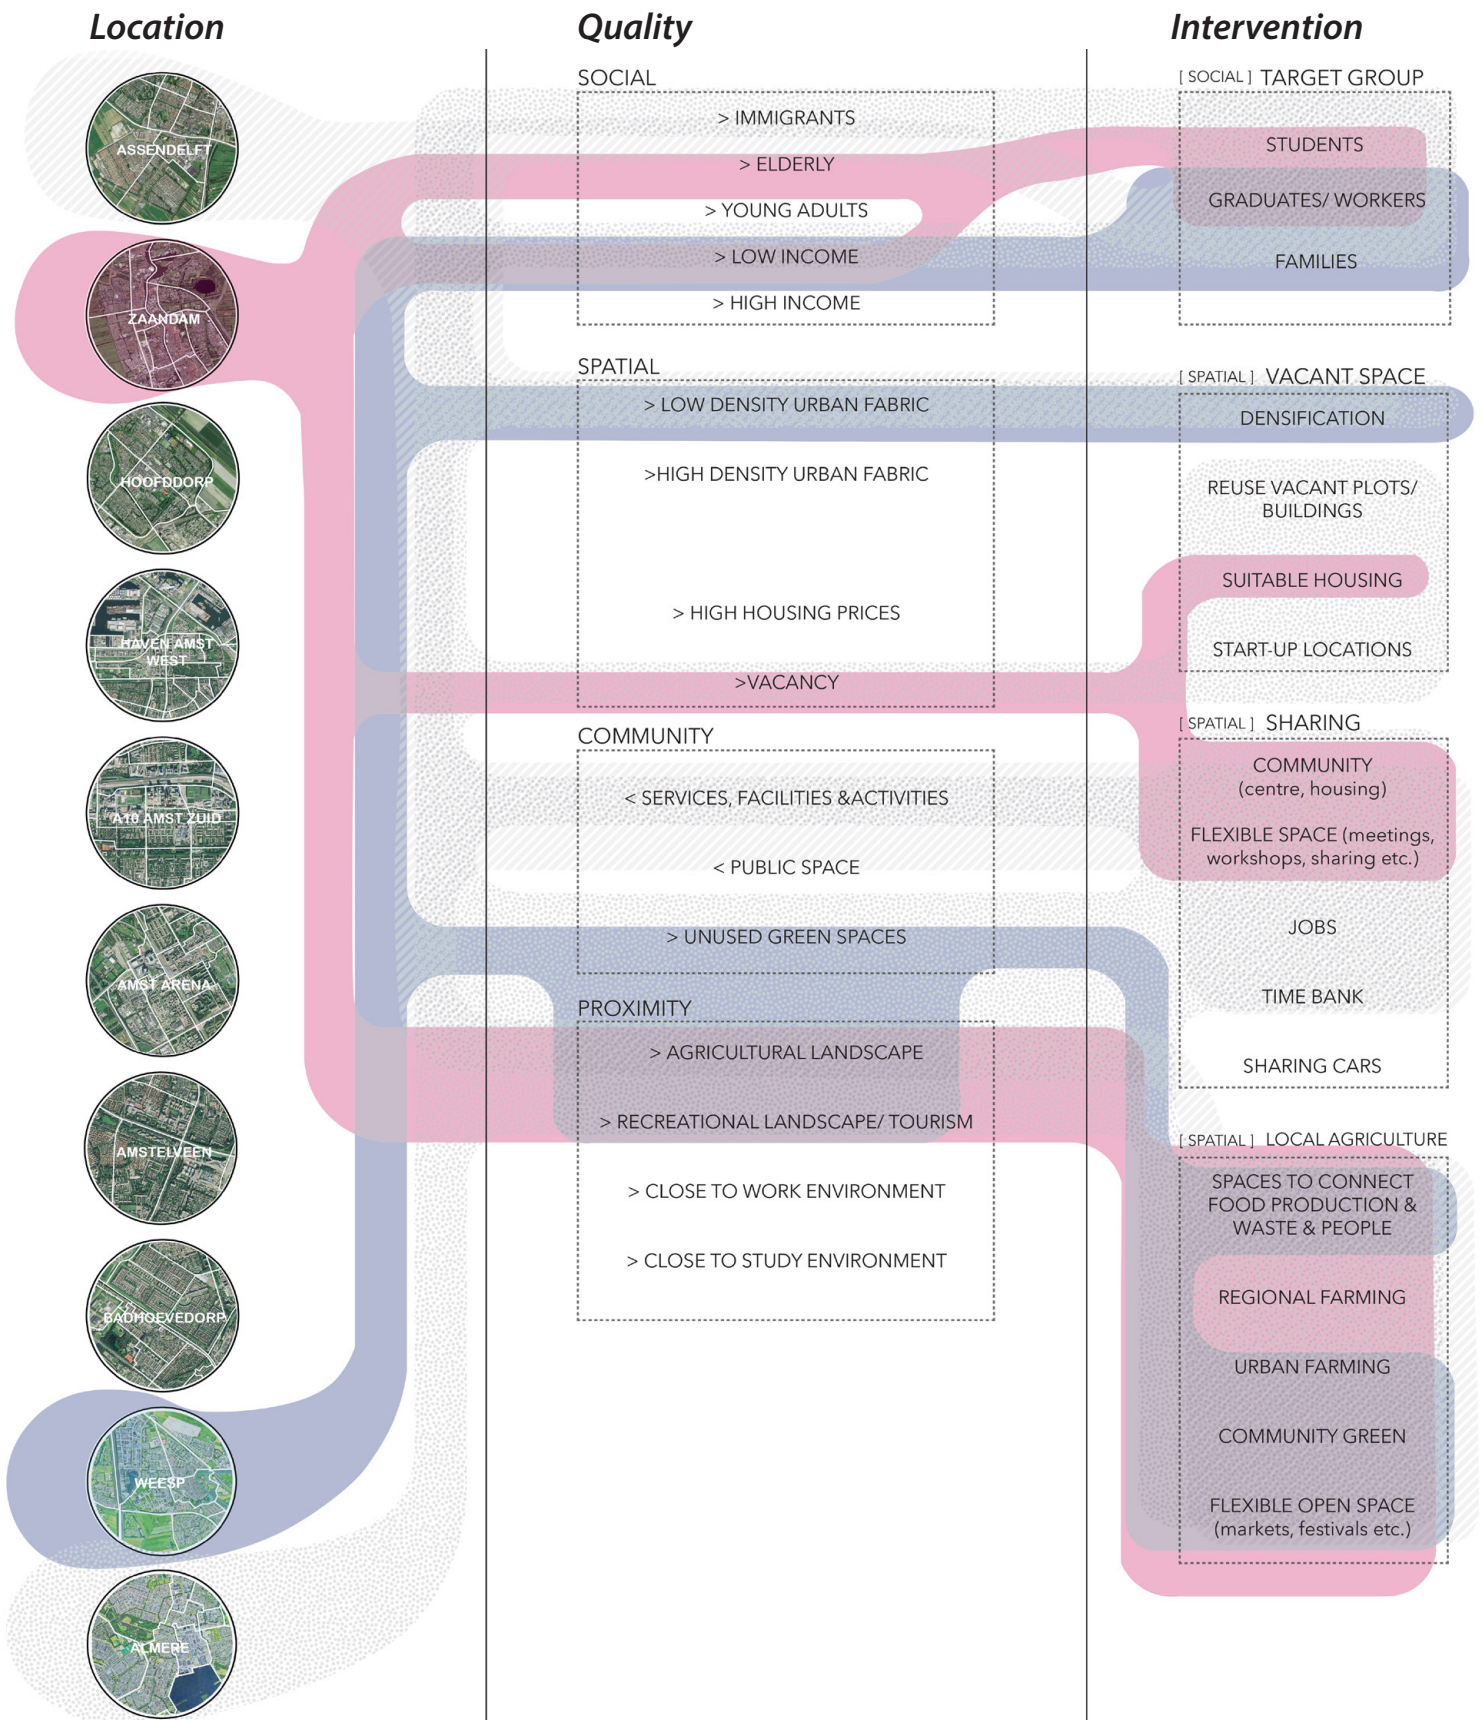 Location
Quality
Intervention
ASSENDELFT
ZAANDAM
HOOFDDORP
HAVEN AMST
WEST
A10 AMST ZUID
AMST ARENA
AMSTELVEEN
BADHOEVEDORP
WEESP
ALMERE
SOCIAL
> IMMIGRANTS
> ELDERLY
> YOUNG ADULTS
> LOW INCOME
> HIGH INCOME
SPATIAL
> LOW DENSITY URBAN FABRIC
>HIGH DENSITY URBAN FABRIC
> HIGH HOUSING PRICES
>VACANCY
COMMUNITY
< SERVICES, FACILITIES &ACTIVITIES
< PUBLIC SPACE
> UNUSED GREEN SPACES
PROXIMITY
> AGRICULTURAL LANDSCAPE
> RECREATIONAL LANDSCAPE/ TOURISM
> CLOSE TO WORK ENVIRONMENT
> CLOSE TO STUDY ENVIRONMENT
[ SOCIAL ] TARGET GROUP
STUDENTS
GRADUATES/ WORKERS
FAMILIES
[ SPATIAL ] VACANT SPACE
DENSIFICATION
REUSE VACANT PLOTS/
BUILDINGS
SUITABLE HOUSING
START-UP LOCATIONS
[ SPATIAL ] SHARING
COMMUNITY
(centre, housing)
FLEXIBLE SPACE (meetings,
workshops, sharing etc.)
JOBS
TIME BANK
SHARING CARS
[ SPATIAL ] LOCAL AGRICULTURE
SPACES TO CONNECT
FOOD PRODUCTION &
WASTE & PEOPLE
REGIONAL FARMING
URBAN FARMING
COMMUNITY GREEN
FLEXIBLE OPEN SPACE
(markets, festivals etc.)